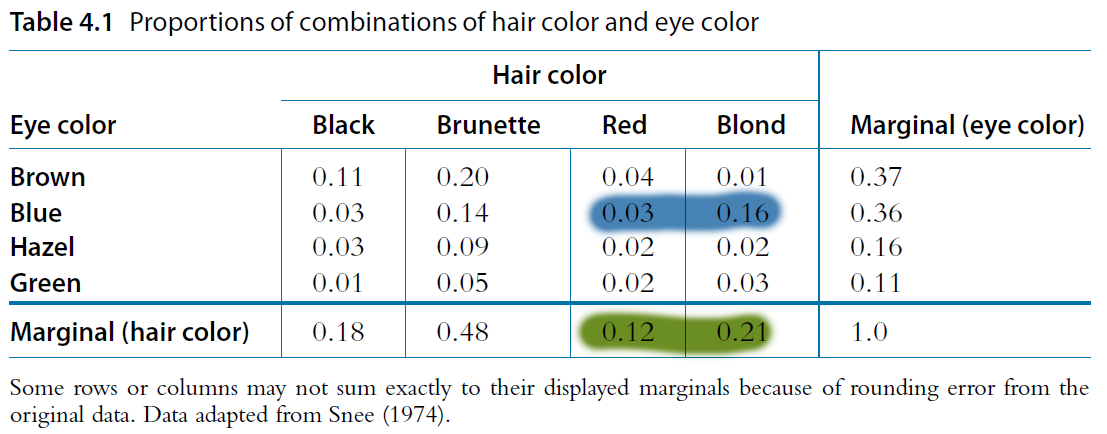 Table 4.1 Proportions of combinations of hair color and eye color
Hair color
Eye color Black Brunette Red Blond Marginal (eye color)
Brown 0.11 0.20 0.04 0.01 0.37
Blue 0.03 0.14 0.03 0.16 0.36
Hazel 0.03 0.09 0.02 0.02 0.16
Green 0.01 0.05 0.02 0.03 0.11
Marginal (hair color) 0.18 0.48 0.12 0.21 1.0
Some rows or columns may not sum exactly to their displayed marginals because of rounding error from the
original data. Data adapted from Snee (1974).